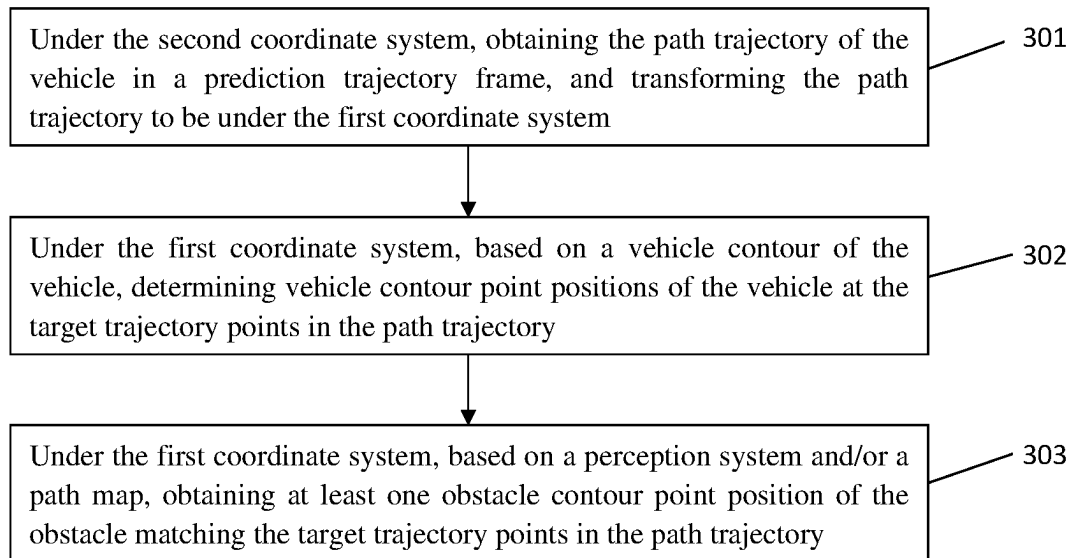 Under the second coordinate system, obtaining the path trajectory of the
vehicle in a prediction trajectory frame, and transforming the path
trajectory to be under the first coordinate system
301
Under the first coordinate system, based on a vehicle contour of the
vehicle, determining vehicle contour point positions of the vehicle at the
target trajectory points in the path trajectory
302
Under the first coordinate system, based on a perception system and/or a
path map, obtaining at least one obstacle contour point position of the
obstacle matching the target trajectory points in the path trajectory
303